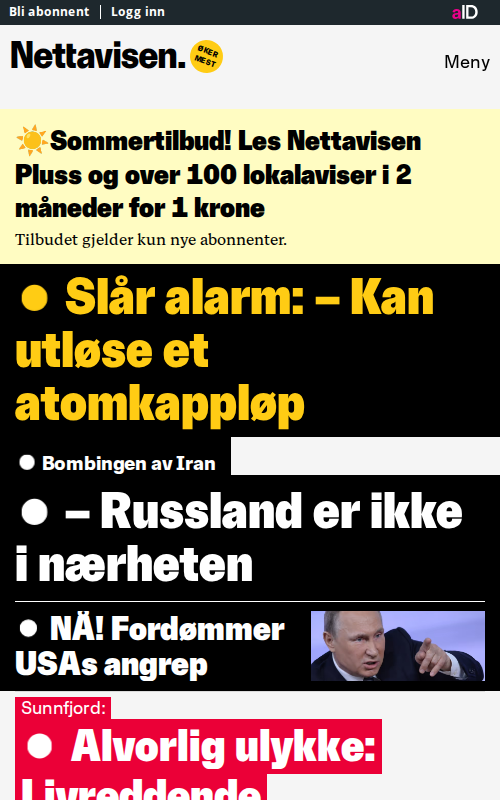 Bli abonnent | Logg inn
aID
Nettavisen.
ØKER
MEST
Meny
Sommertilbud! Les Nettavisen
Pluss og over 100 lokalaviser i 2
måneder for 1 krone
Tilbudet gjelder kun nye abonnenter.
Slår alarm: – Kan
utløse et
atomkappløp
Bombingen av Iran
– Russland er ikke
i nærheten
NÅ! Fordømmer
USAs angrep
Sunnfjord:
Alvorlig ulykke:
Livreddende